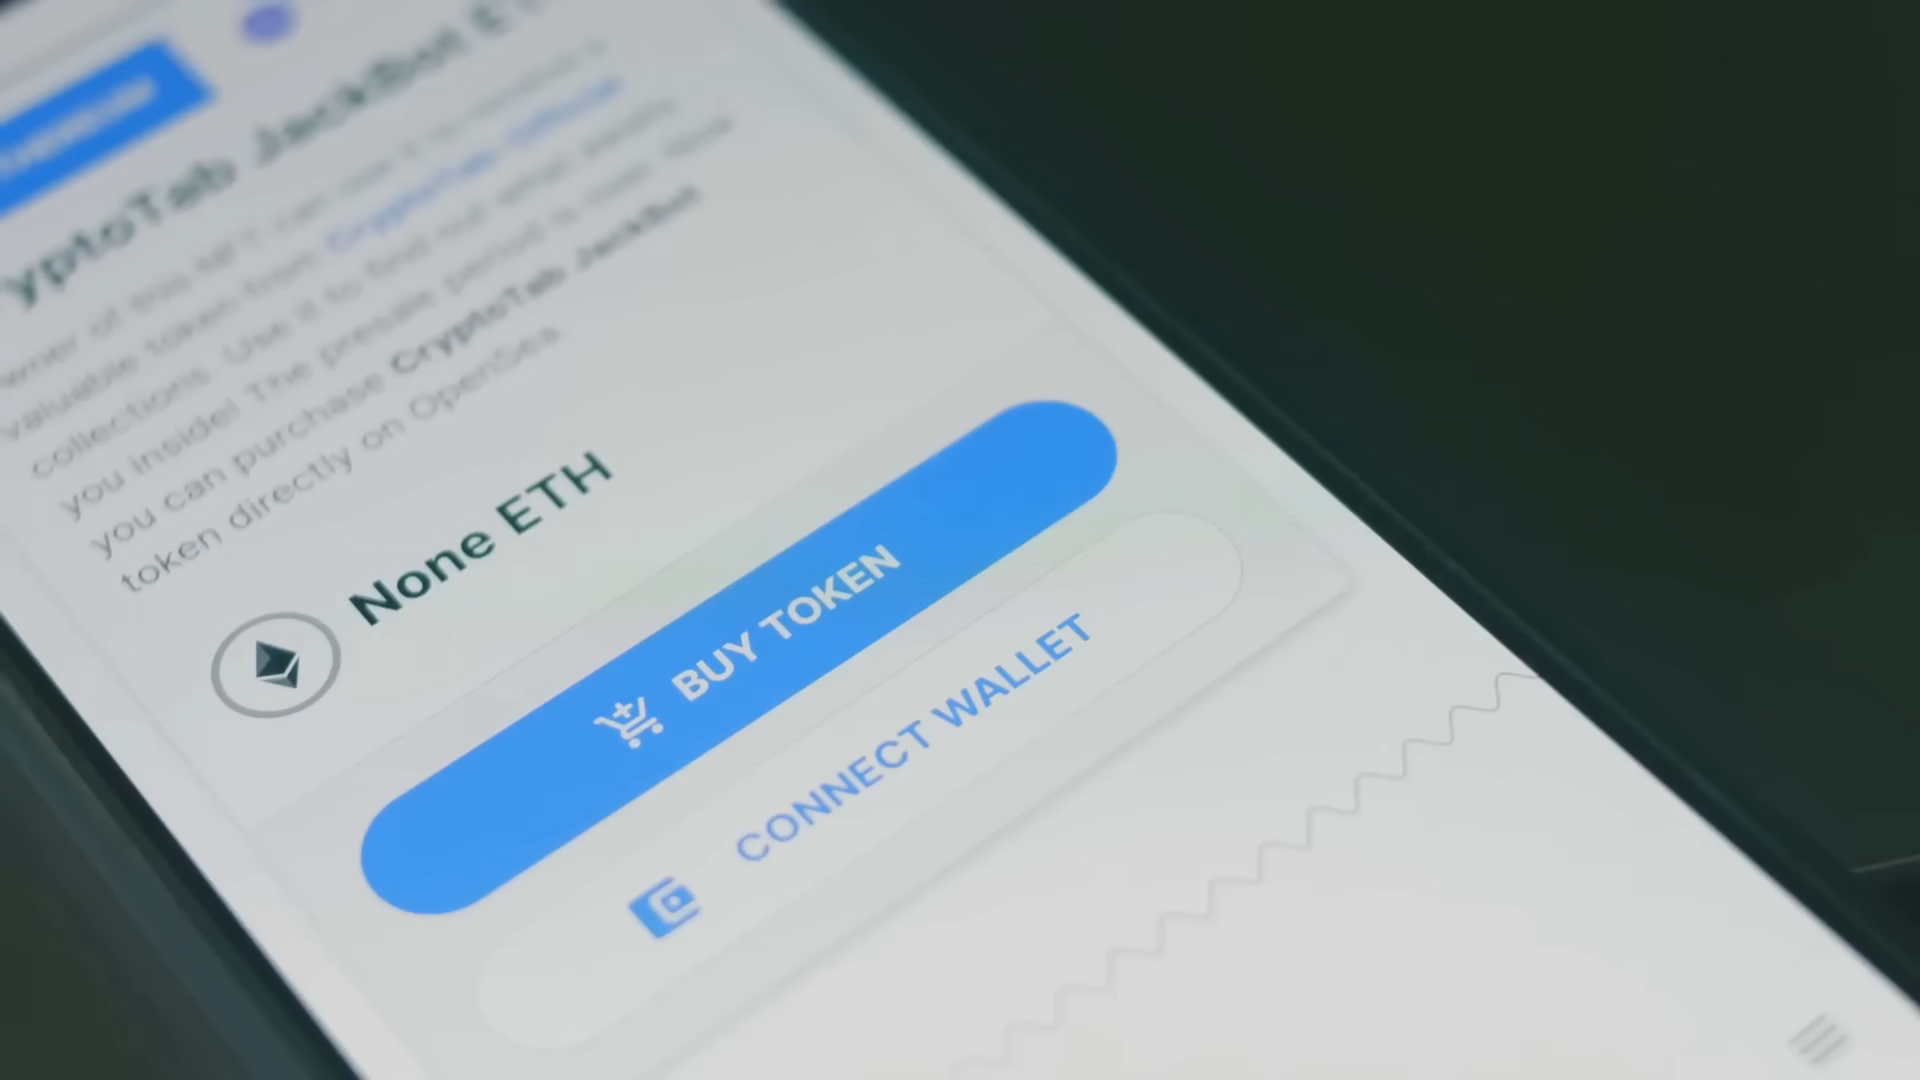 CryptoTab JackBot E
owner of this NFT can use it to
valuable token from CryptoTab Official
collections. Use it to find out what awaits
you inside! The presale period is over. Now
you can purchase CryptoTab JackBot
token directly on OpenSea.
None ETH
BUY TOKEN
CONNECT WALLET